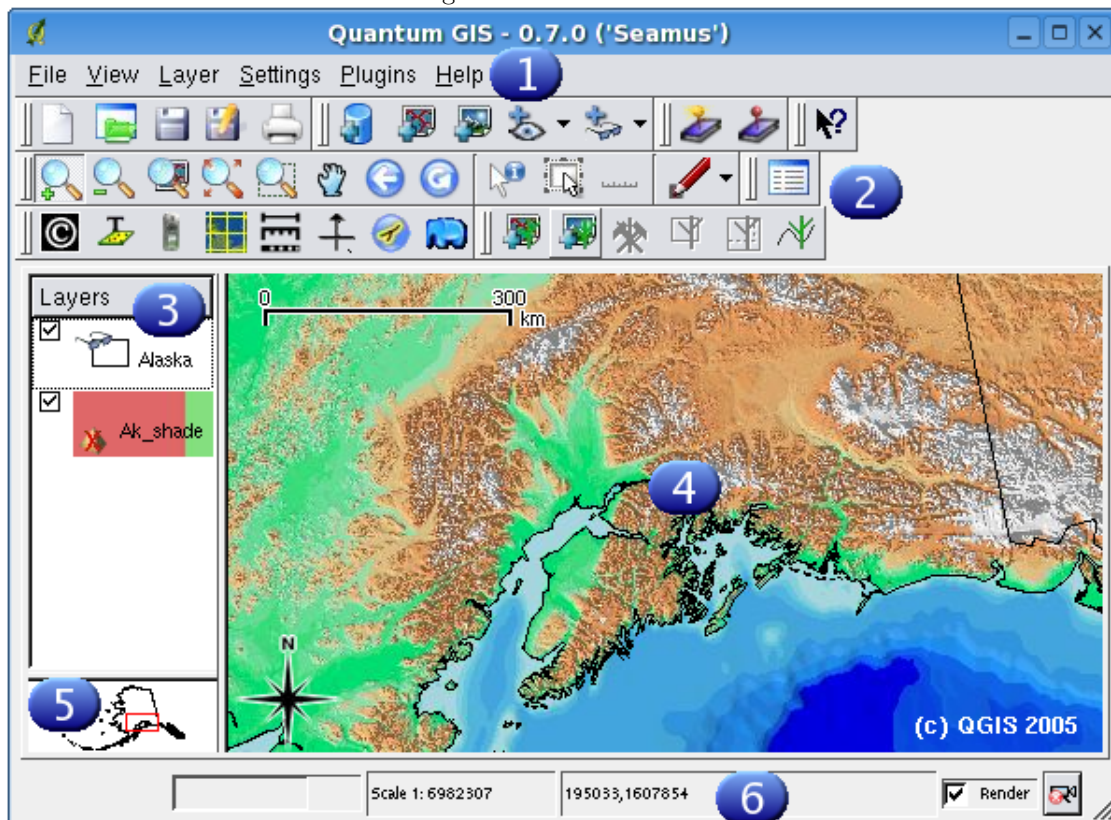 Quantum GIS - 0.7.0 ('Seamus')
File View Layer Settings Plugins Help
1
2
Layers
3
Alaska
Ak_shade
0 300
km
4
N
5
(c) QGIS 2005
Scale 1: 6982307
195033,1607854
6
Render